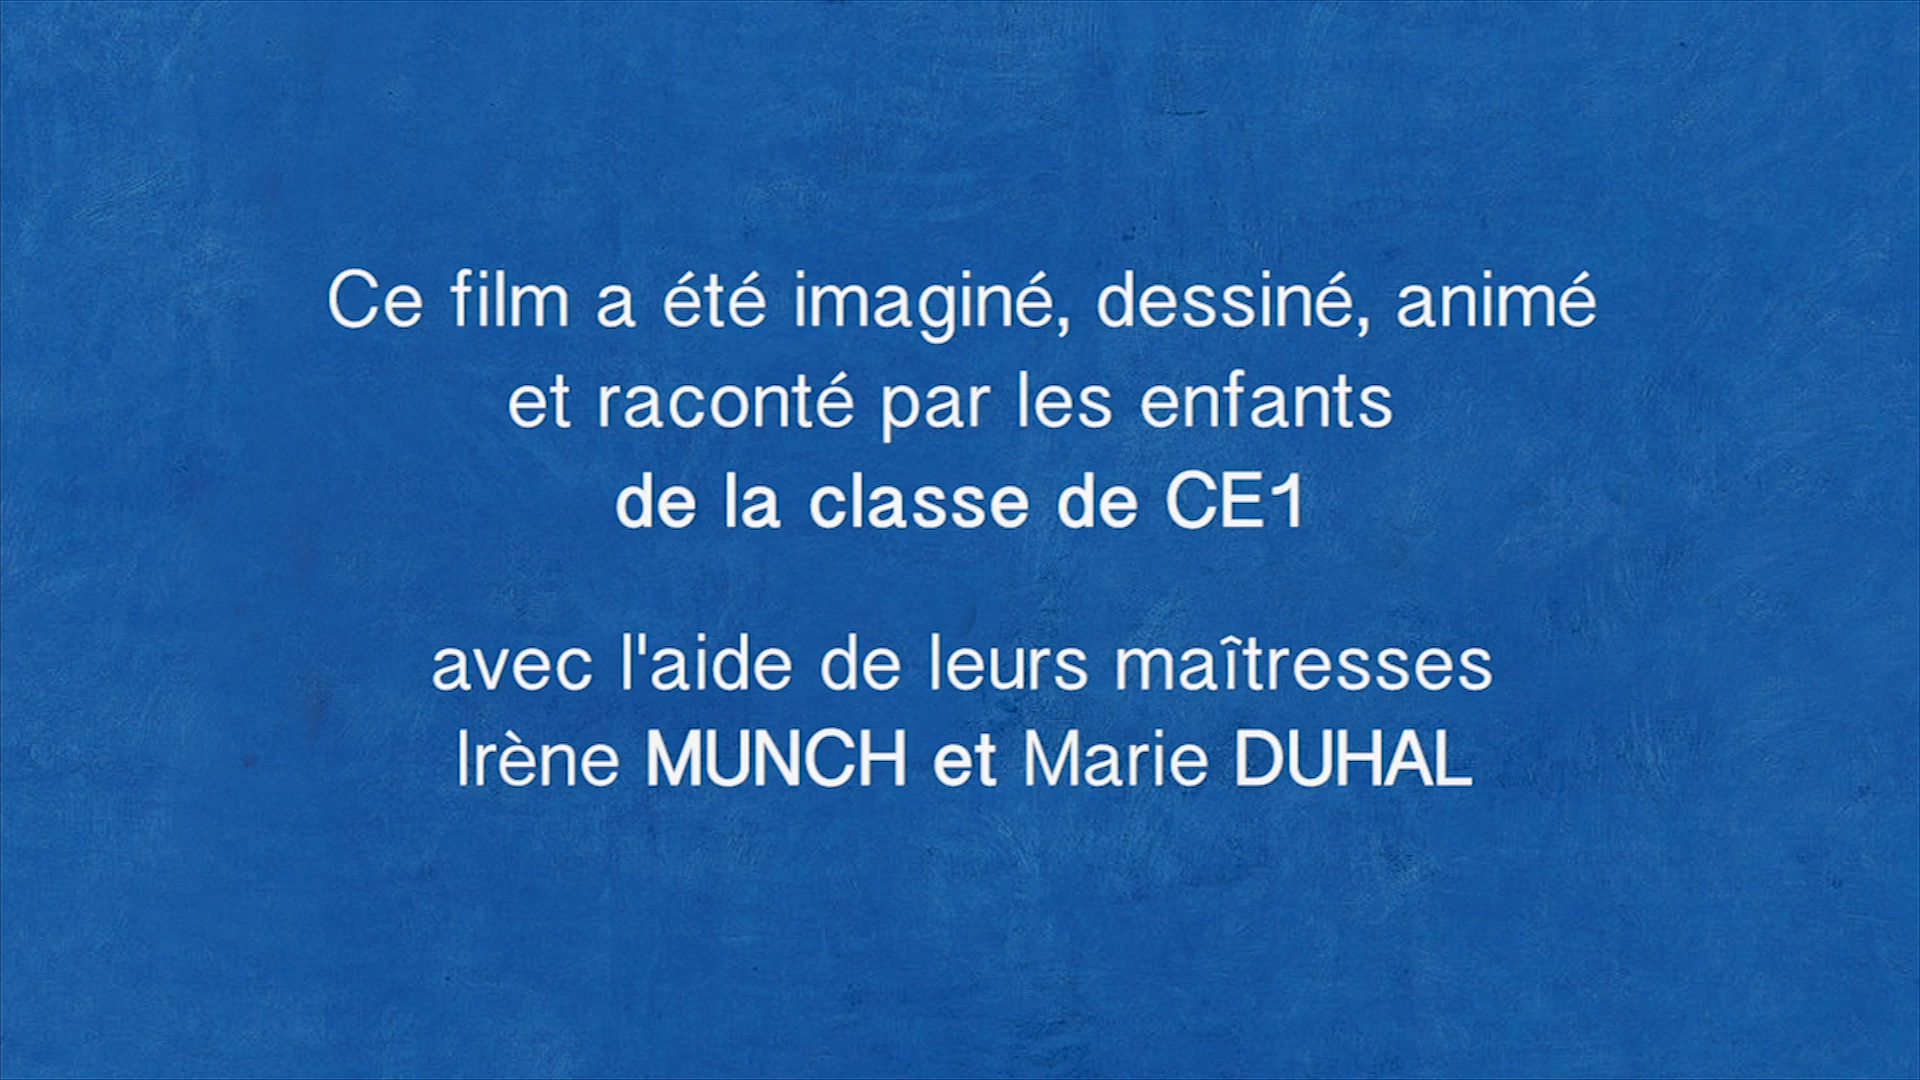 Ce film a été imaginé, dessiné, animé
et raconté par les enfants
de la classe de CE1
avec l'aide de leurs maîtresses
Irène MUNCH et Marie DUHAL